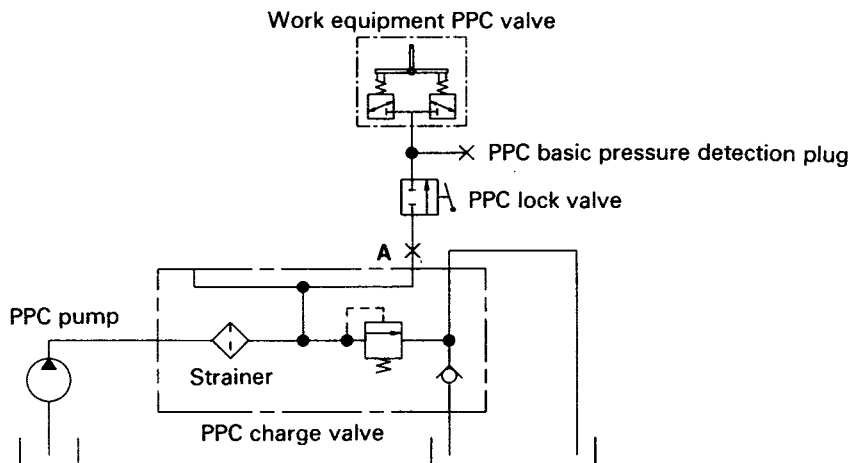 Work equipment PPC valve
PPC basic pressure detection plug
PPC lock valve
A
PPC pump
Strainer
PPC charge valve